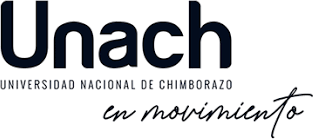 Unach
UNIVERSIDAD NACIONAL DE CHIMBORAZO
en movimiento